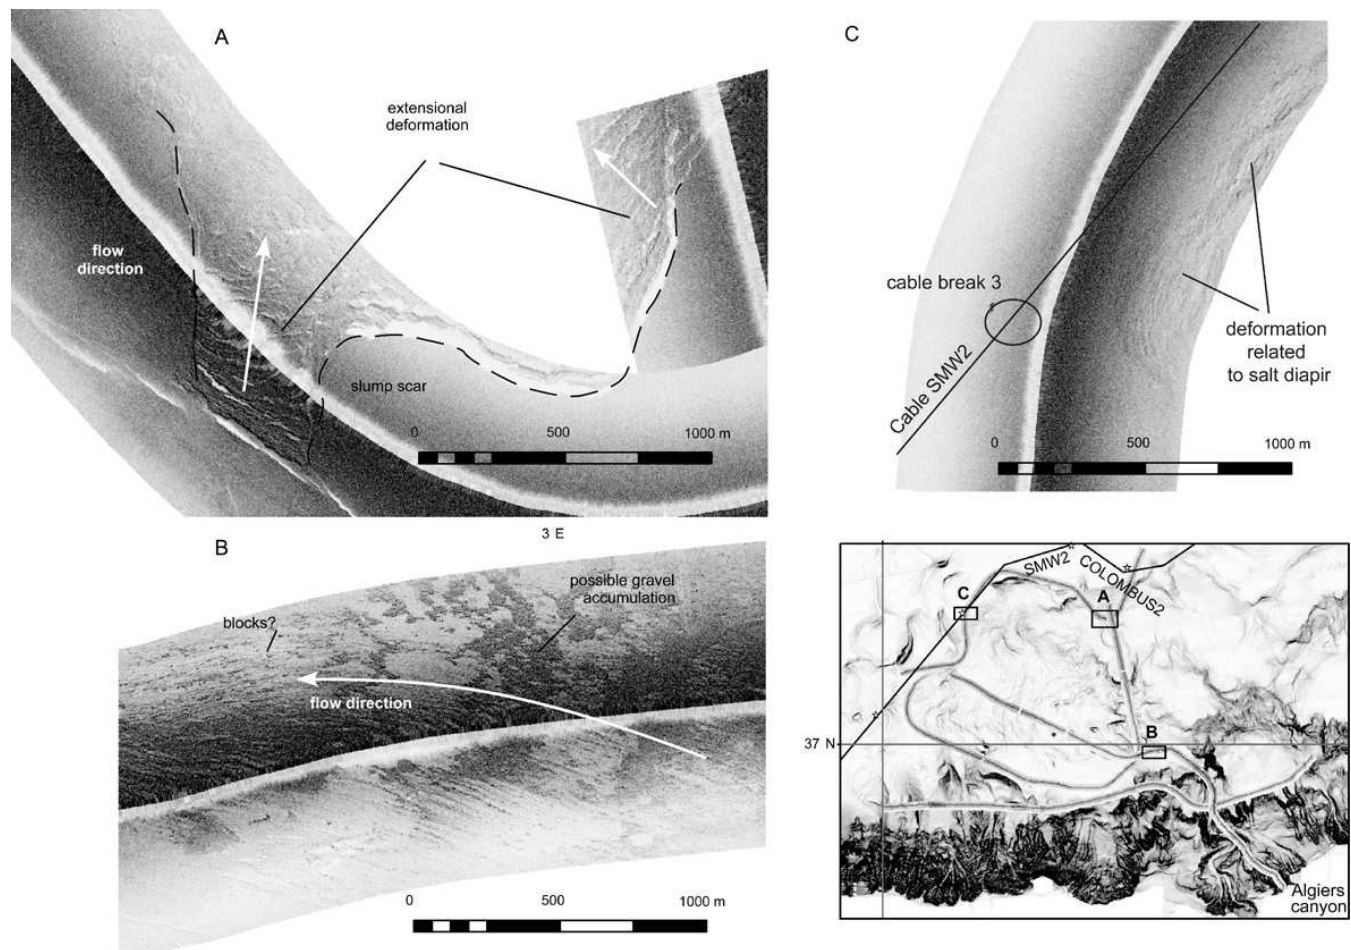 A
extensional
deformation
flow
direction
slump scar
0 500 1000 m
C
cable break 3
Cable SMW2
deformation
related
to salt diapir
0 500 1000 m
3 E
B
possible gravel
accumulation
blocks?
flow direction
0 500 1000 m
SMW2
COLOMBUS2
C
A
37 N
B
Algiers
canyon